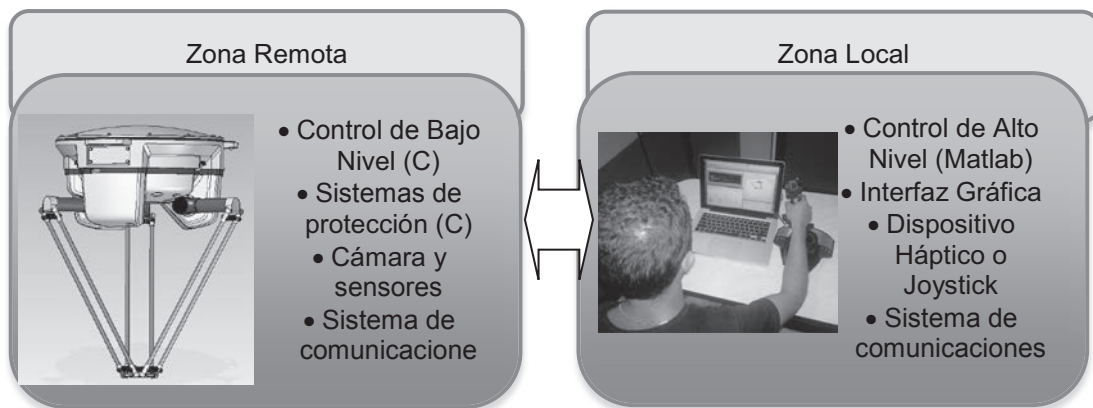 Zona Remota
• Control de Bajo
Nivel (C)
• Sistemas de
protección (C)
• Cámara y
sensores
• Sistema de
comunicacione
Zona Local
• Control de Alto
Nivel (Matlab)
• Interfaz Gráfica
• Dispositivo
Háptico o
Joystick
• Sistema de
comunicaciones